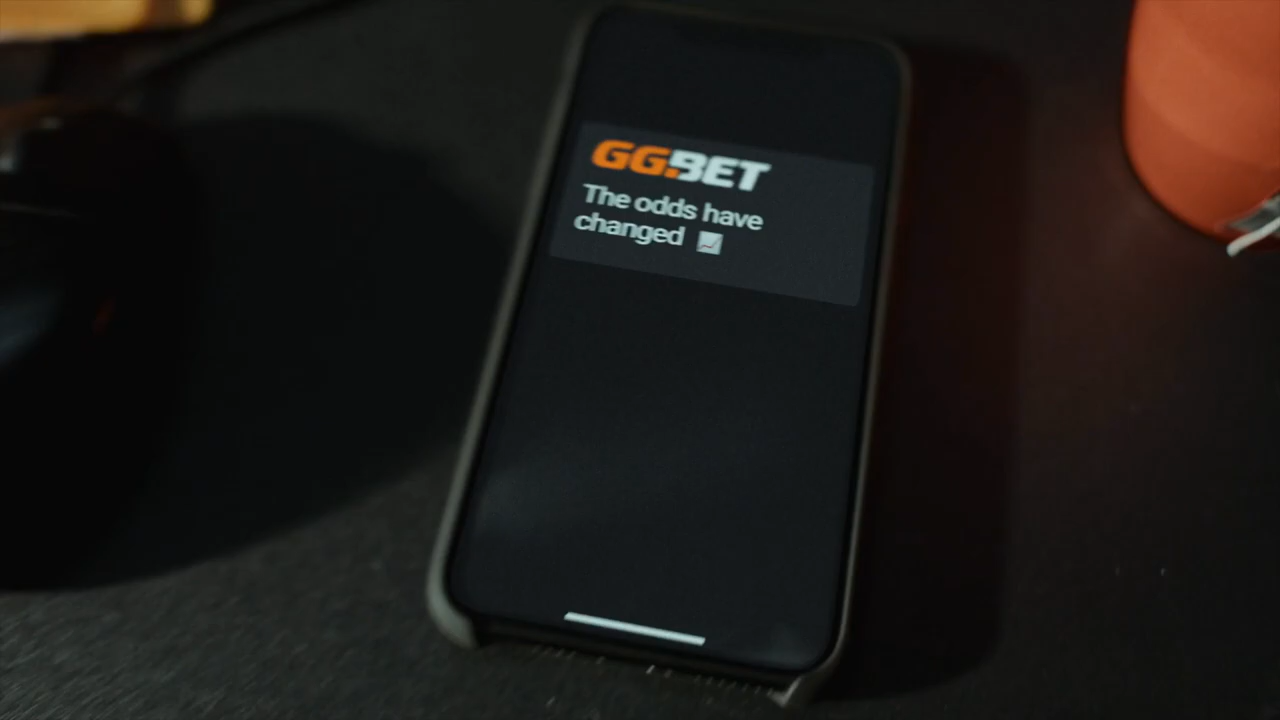 GG.BET
The odds have
changed 📈